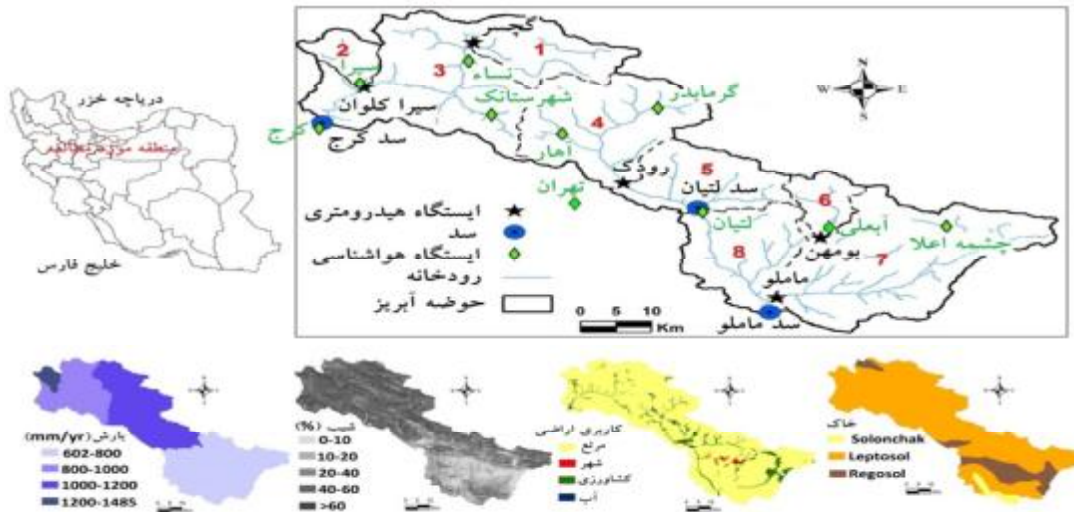 دریاچه خزر
منطقه مورد مطالعه
خلیج فارس
گچسر
1
2
سیرا
3
نساء
سیرا کلوان
کرج
سد کرج
شهرستانک
گرمابدر
4
آهار
رودک
تهران
5
سد لتیان
لتیان
6
آبعلی
بومهن
7
چشمه اعلا
8
ماملو
سد ماملو
N
W
E
S
ایستگاه هیدرومتری
سد
ایستگاه هواشناسی
رودخانه
حوضه آبریز
0 5 10
Km
بارش (mm/yr)
602-800
800-1000
1000-1200
1200-1485
شیب (%)
0-10
10-20
20-40
40-60
>60
کاربری اراضی
مرتع
شهر
کشاورزی
آب
خاک
Solonchak
Leptosol
Regosol